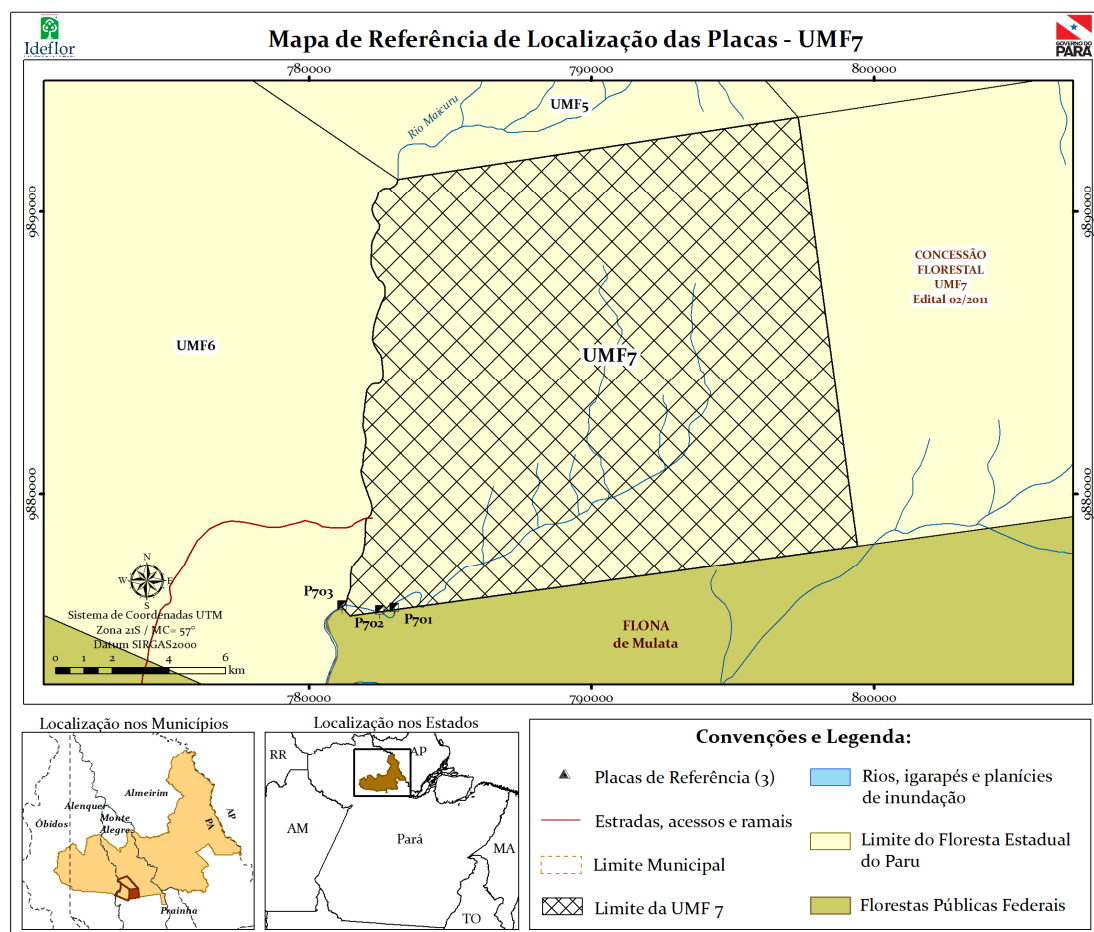 Ideflor
Mapa de Referência de Localização das Placas - UMF7
GOVERNO DO
PARÁ
780000
790000
800000
9890000
9880000
9890000
9880000
Rio Maicuru
UMF5
CONCESSÃO
FLORESTAL
UMF7
Edital 02/2011
UMF6
UMF7
N
W
E
S
P703
P702
P701
Sistema de Coordenadas UTM
Zona 21S / MC= 57°
Datum SIRGAS2000
0 1 2 4 6
km
FLONA
de Mulata
780000
790000
800000
Localização nos Municípios
Almeirim
Alenquer
Monte
Alegre
Óbidos
PA
AP
Prainha
Localização nos Estados
RR
AP
AM
Pará
MA
TO
Convenções e Legenda:
Placas de Referência (3)
Estradas, acessos e ramais
Limite Municipal
Limite da UMF 7
Rios, igarapés e planícies
de inundação
Limite do Floresta Estadual
do Paru
Florestas Públicas Federais